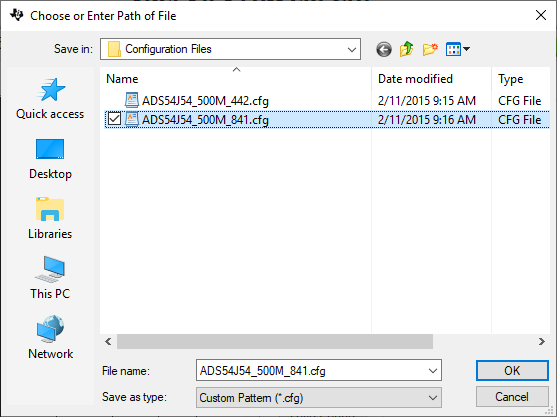 Choose or Enter Path of File
Save in: Configuration Files
Name Date modified Type
ADS54J54_500M_442.cfg 2/11/2015 9:15 AM CFG File
ADS54J54_500M_841.cfg 2/11/2015 9:16 AM CFG File
Quick access
Desktop
Libraries
This PC
Network
File name: ADS54J54_500M_841.cfg OK
Save as type: Custom Pattern (*.cfg) Cancel